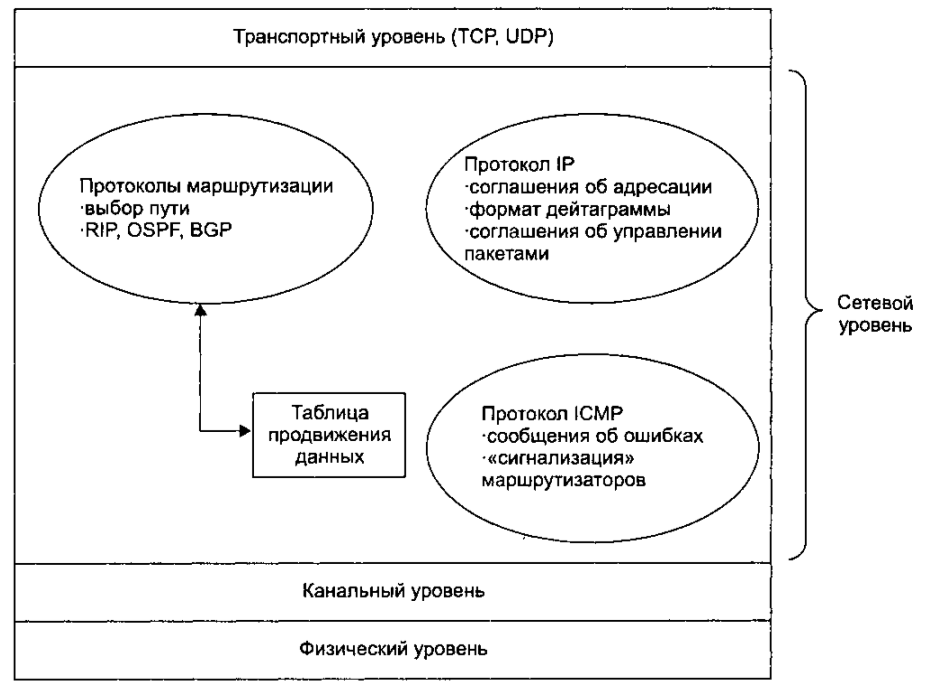 Транспортный уровень (TCP, UDP)
Протоколы маршрутизации
·выбор пути
·RIP, OSPF, BGP
Протокол IP
·соглашения об адресации
·формат дейтаграммы
·соглашения об управлении
пакетами
Сетевой
уровень
Таблица
продвижения
данных
Протокол ICMP
·сообщения об ошибках
·«сигнализация»
маршрутизаторов
Канальный уровень
Физический уровень